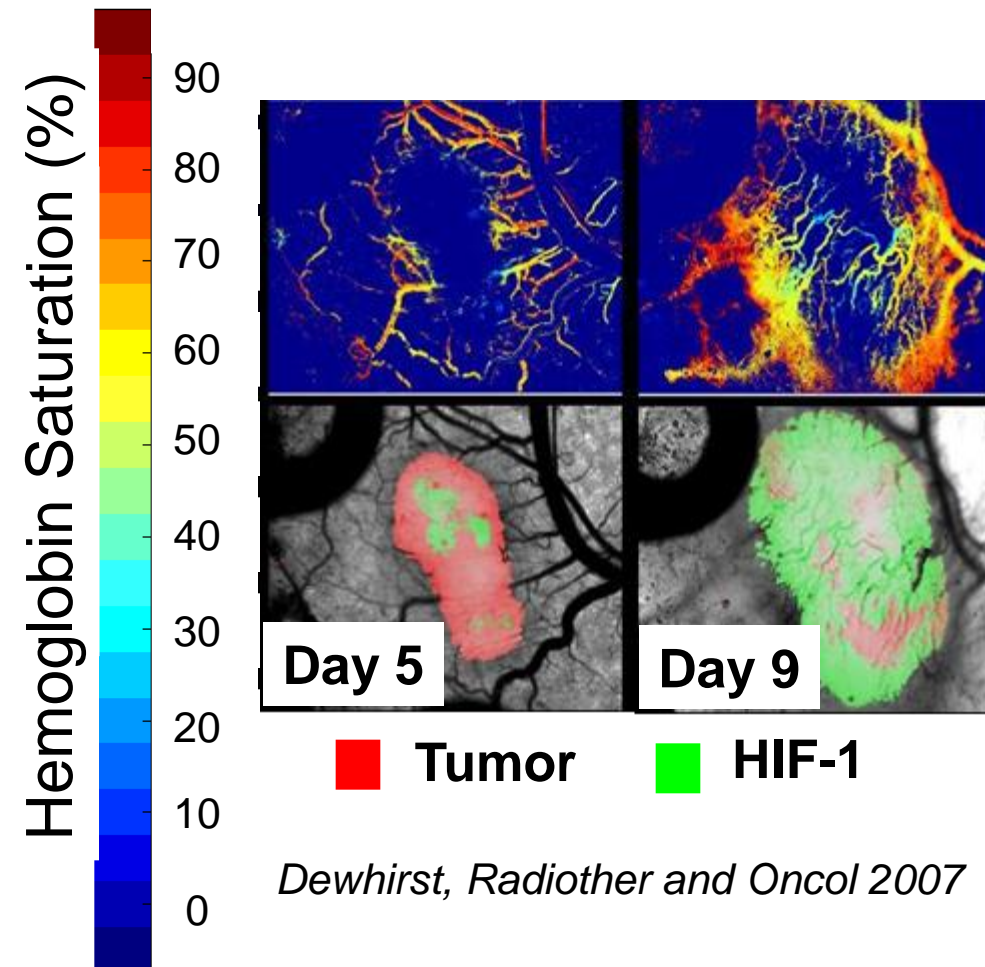 Hemoglobin Saturation (%)
90
80
70
60
50
40
30
20
10
0
Day 5
Day 9
Tumor
HIF-1
Dewhirst, Radiother and Oncol 2007